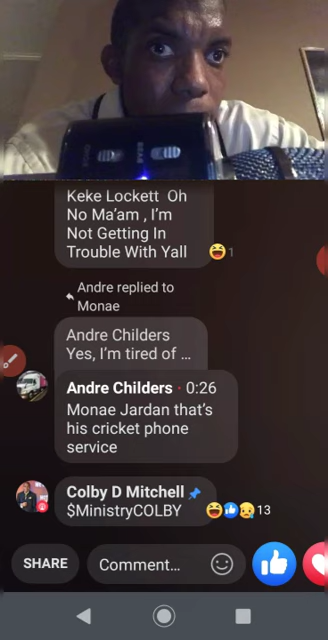 Keke Lockett Oh
No Ma'am , I'm
Not Getting In
Trouble With Yall
1
Andre replied to
Monae
Andre Childers
Yes, I'm tired of ...
Andre Childers · 0:26
Monae Jardan that's
his cricket phone
service
Colby D Mitchell
$MinistryCOLBY
13
SHARE
Comment...